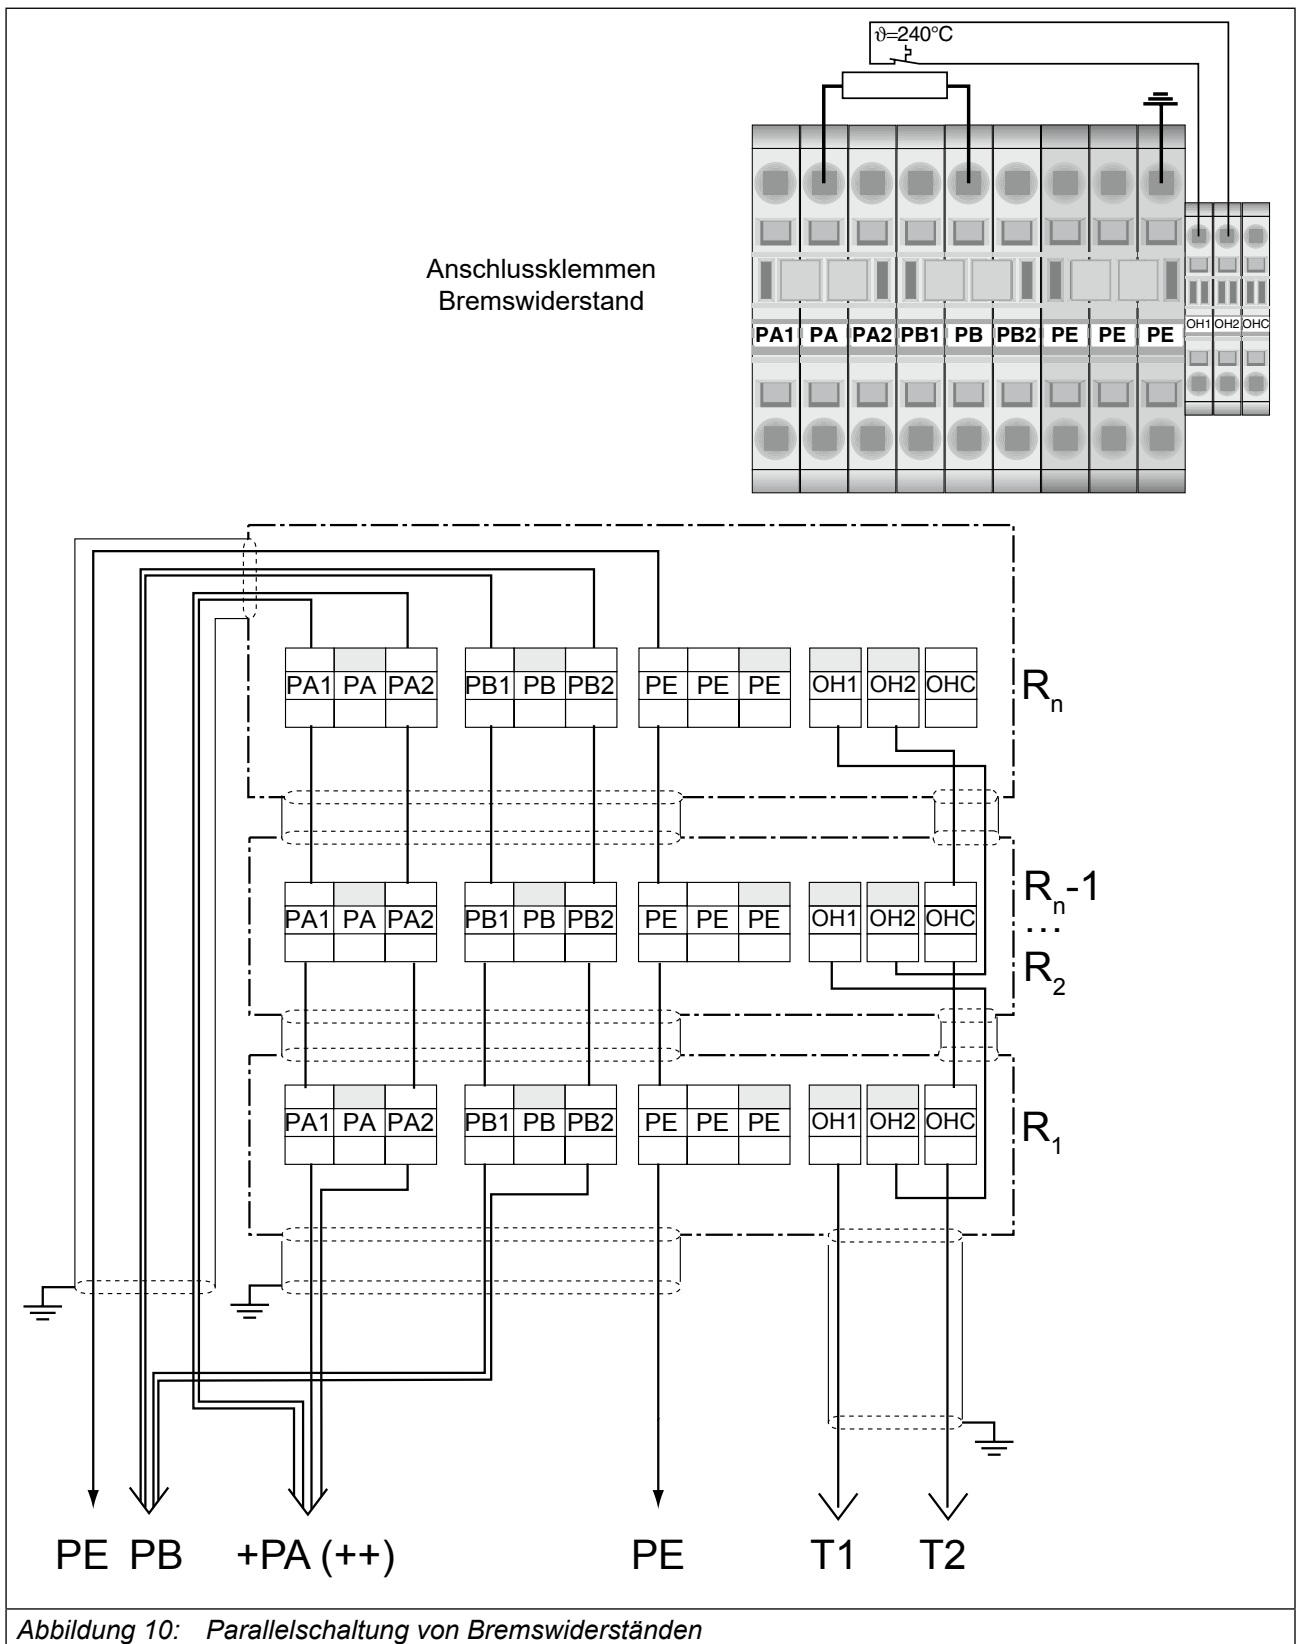 ϑ=240°C
Anschlussklemmen
Bremswiderstand
PA1 PA PA2 PB1 PB PB2 PE PE PE OH1 OH2 OHC
PA1 PA PA2 PB1 PB PB2 PE PE PE OH1 OH2 OHC
Rn
PA1 PA PA2 PB1 PB PB2 PE PE PE OH1 OH2 OHC
Rn-1
...
R2
PA1 PA PA2 PB1 PB PB2 PE PE PE OH1 OH2 OHC
R1
PE PB +PA (++) PE T1 T2
Abbildung 10: Parallelschaltung von Bremswiderständen